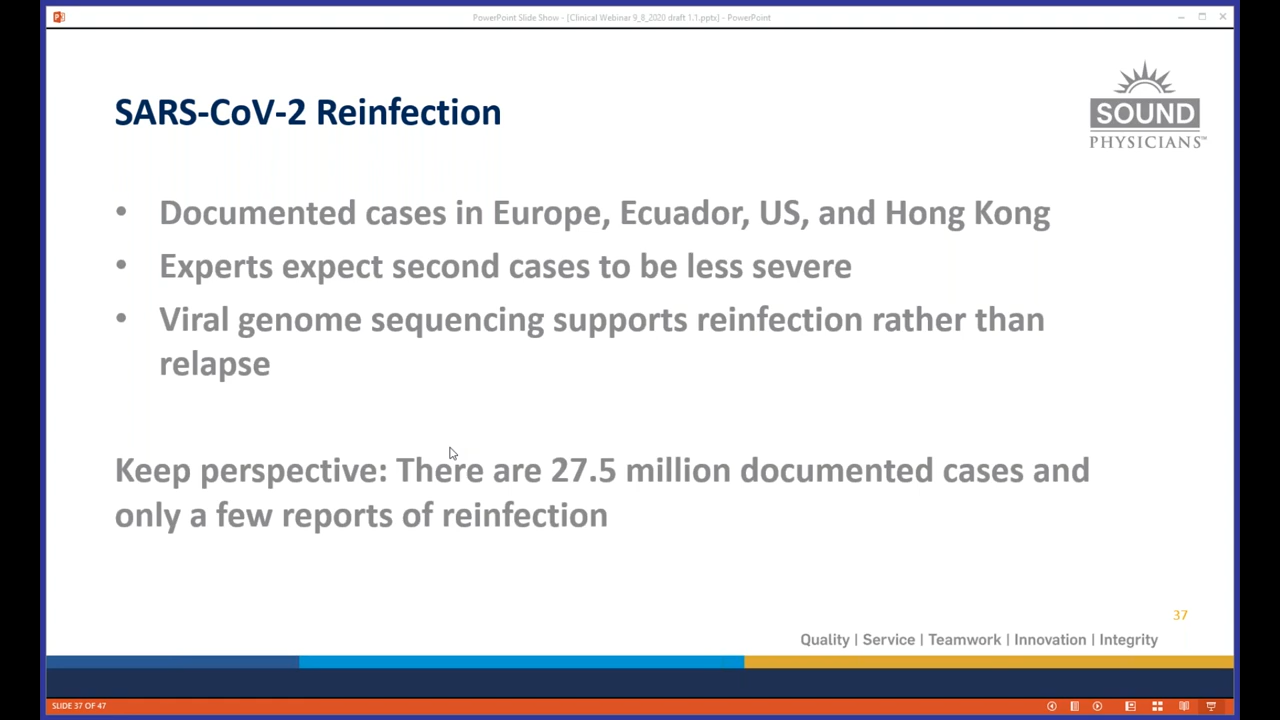 PowerPoint Slide Show - [Clinical Webinar 9_8_2020 draft 1.1.pptx] - PowerPoint
SARS-CoV-2 Reinfection
SOUND
PHYSICIANS™
• Documented cases in Europe, Ecuador, US, and Hong Kong
• Experts expect second cases to be less severe
• Viral genome sequencing supports reinfection rather than
relapse
Keep perspective: There are 27.5 million documented cases and
only a few reports of reinfection
37
Quality | Service | Teamwork | Innovation | Integrity
SLIDE 37 OF 47